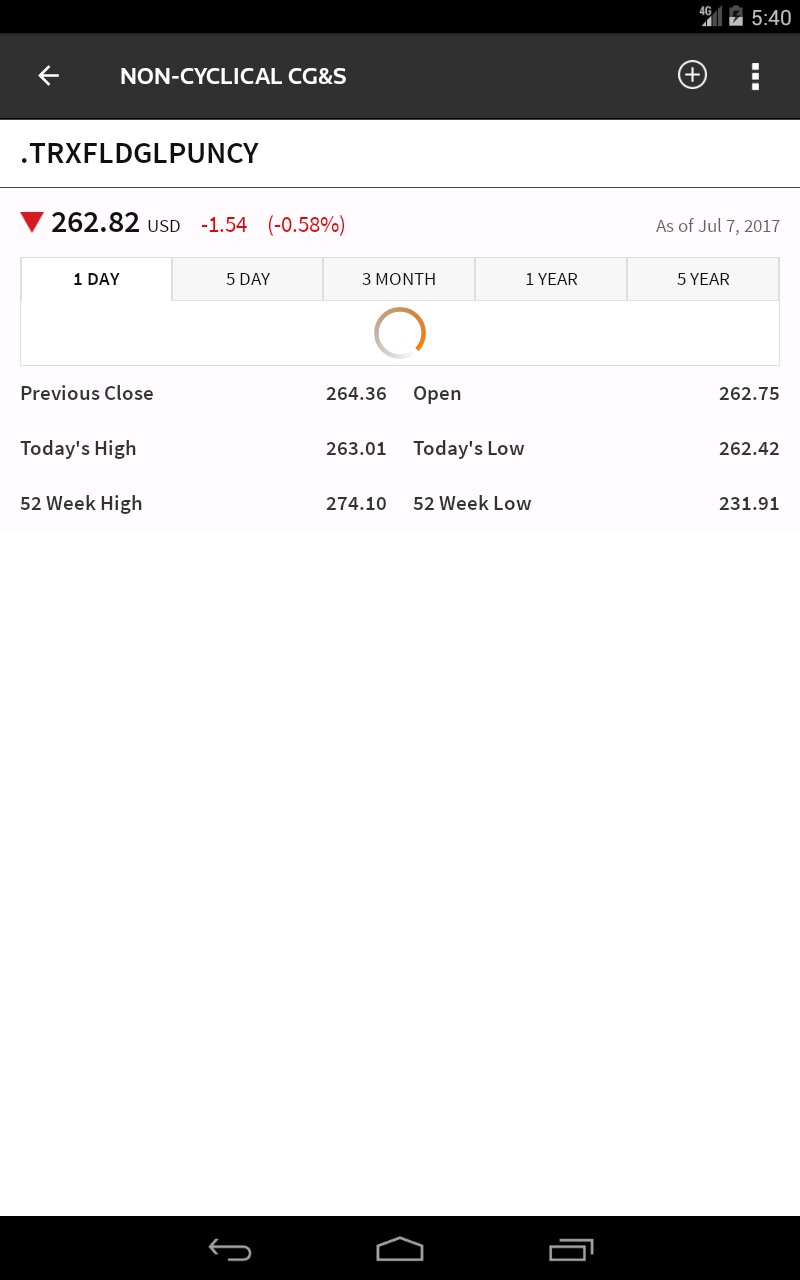 4G 5:40
NON-CYCLICAL CG&S
.TRXFLDGLPUNCY
262.82 USD -1.54 (-0.58%) As of Jul 7, 2017
1 DAY 5 DAY 3 MONTH 1 YEAR 5 YEAR
Previous Close 264.36 Open 262.75
Today's High 263.01 Today's Low 262.42
52 Week High 274.10 52 Week Low 231.91